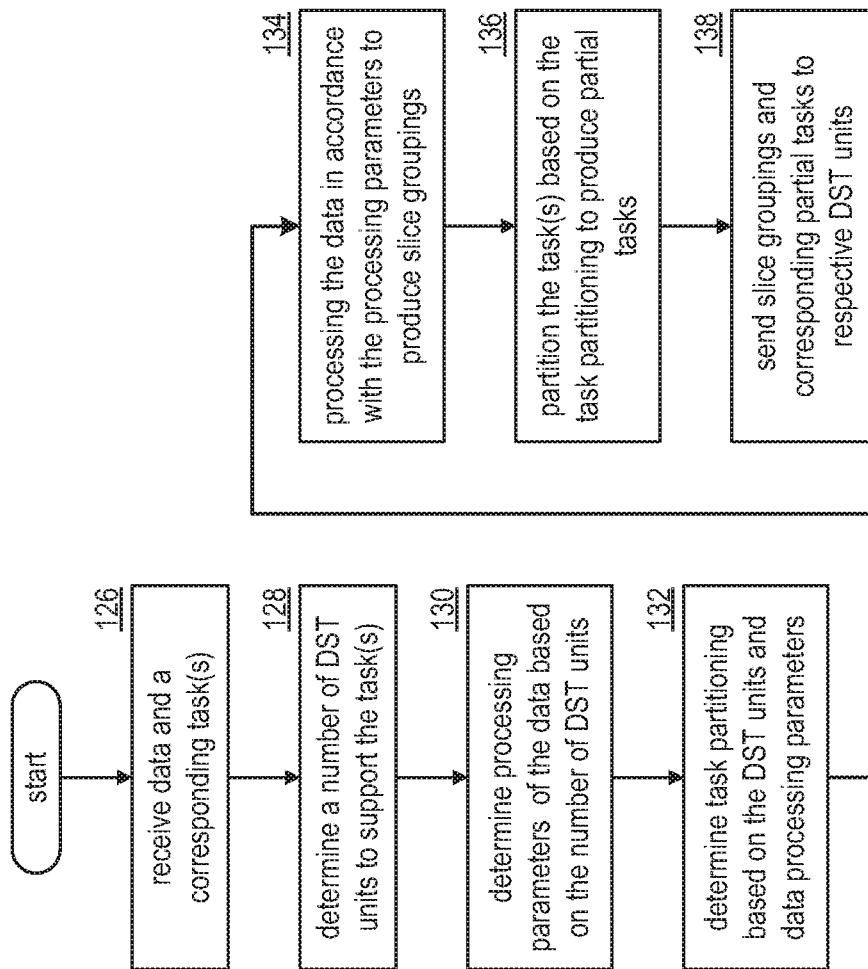 start
126
receive data and a
corresponding task(s)
128
determine a number of DST
units to support the task(s)
130
determine processing
parameters of the data based
on the number of DST units
132
determine task partitioning
based on the DST units and
data processing parameters
134
processing the data in accordance
with the processing parameters to
produce slice groupings
136
partition the task(s) based on the
task partitioning to produce partial
tasks
138
send slice groupings and
corresponding partial tasks to
respective DST units